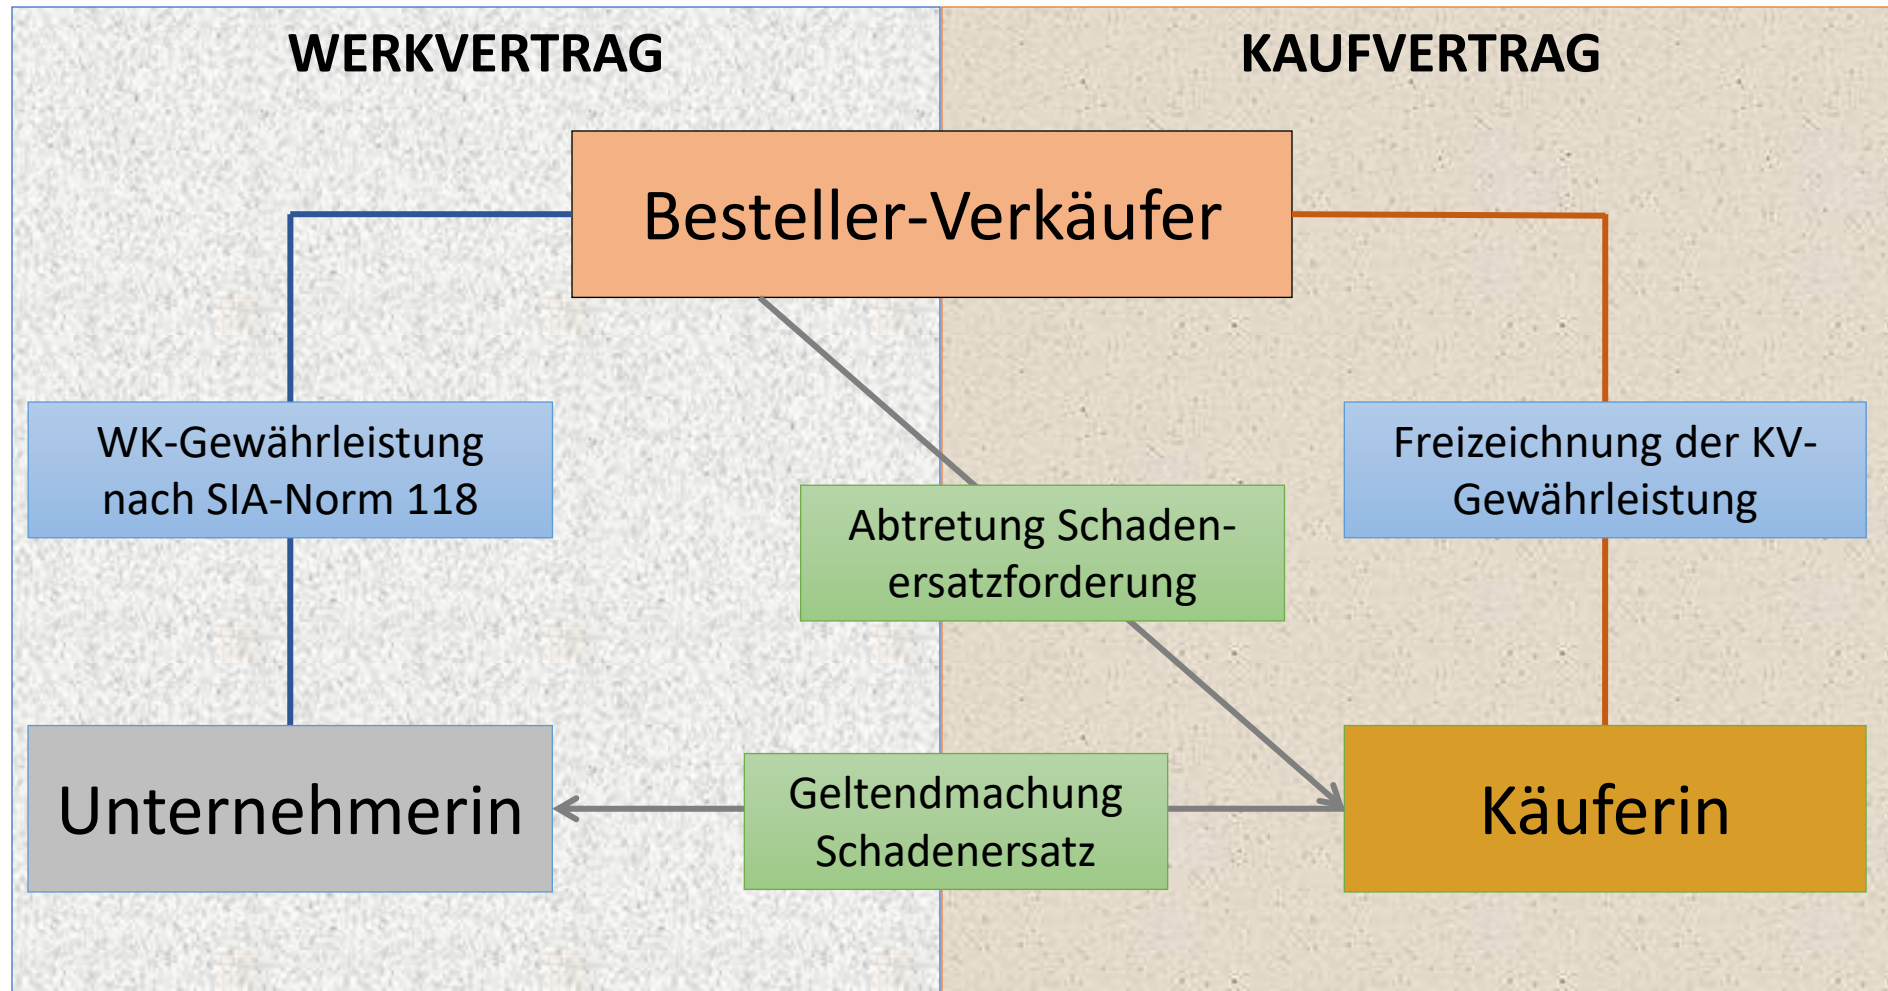 WERKVERTRAG
KAUFVERTRAG
Besteller-Verkäufer
WK-Gewährleistung
nach SIA-Norm 118
Freizeichnung der KV-
Gewährleistung
Abtretung Schaden-
ersatzforderung
Unternehmerin
Geltendmachung
Schadenersatz
Käuferin